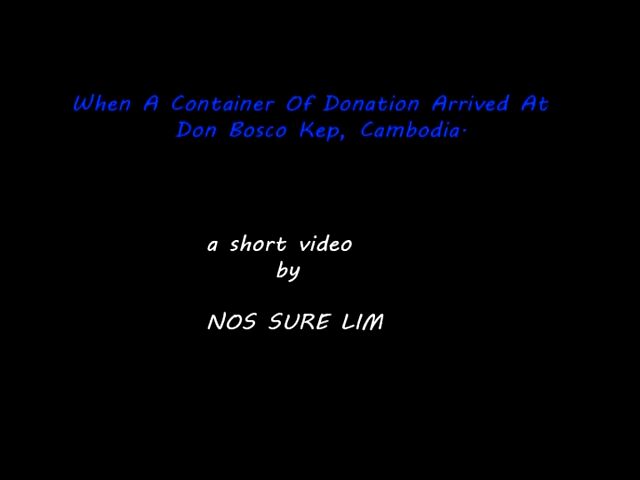 When A Container Of Donation Arrived At
Don Bosco Kep, Cambodia.
a short video
by
NOS SURE LIM